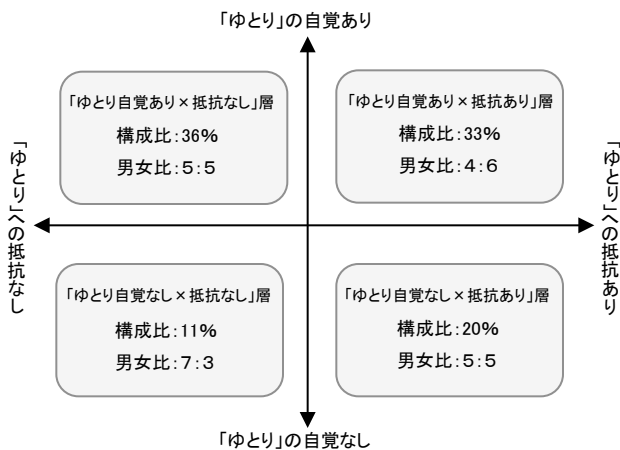 「ゆとり」の自覚あり
「ゆとり自覚あり×抵抗なし」層
構成比：36%
男女比：５：５
「ゆとり自覚あり×抵抗あり」層
構成比：33%
男女比：４：６
「ゆとり」への抵抗なし
「ゆとり」への抵抗あり
「ゆとり自覚なし×抵抗なし」層
構成比：11%
男女比：７：３
「ゆとり自覚なし×抵抗あり」層
構成比：20%
男女比：５：５
「ゆとり」の自覚なし